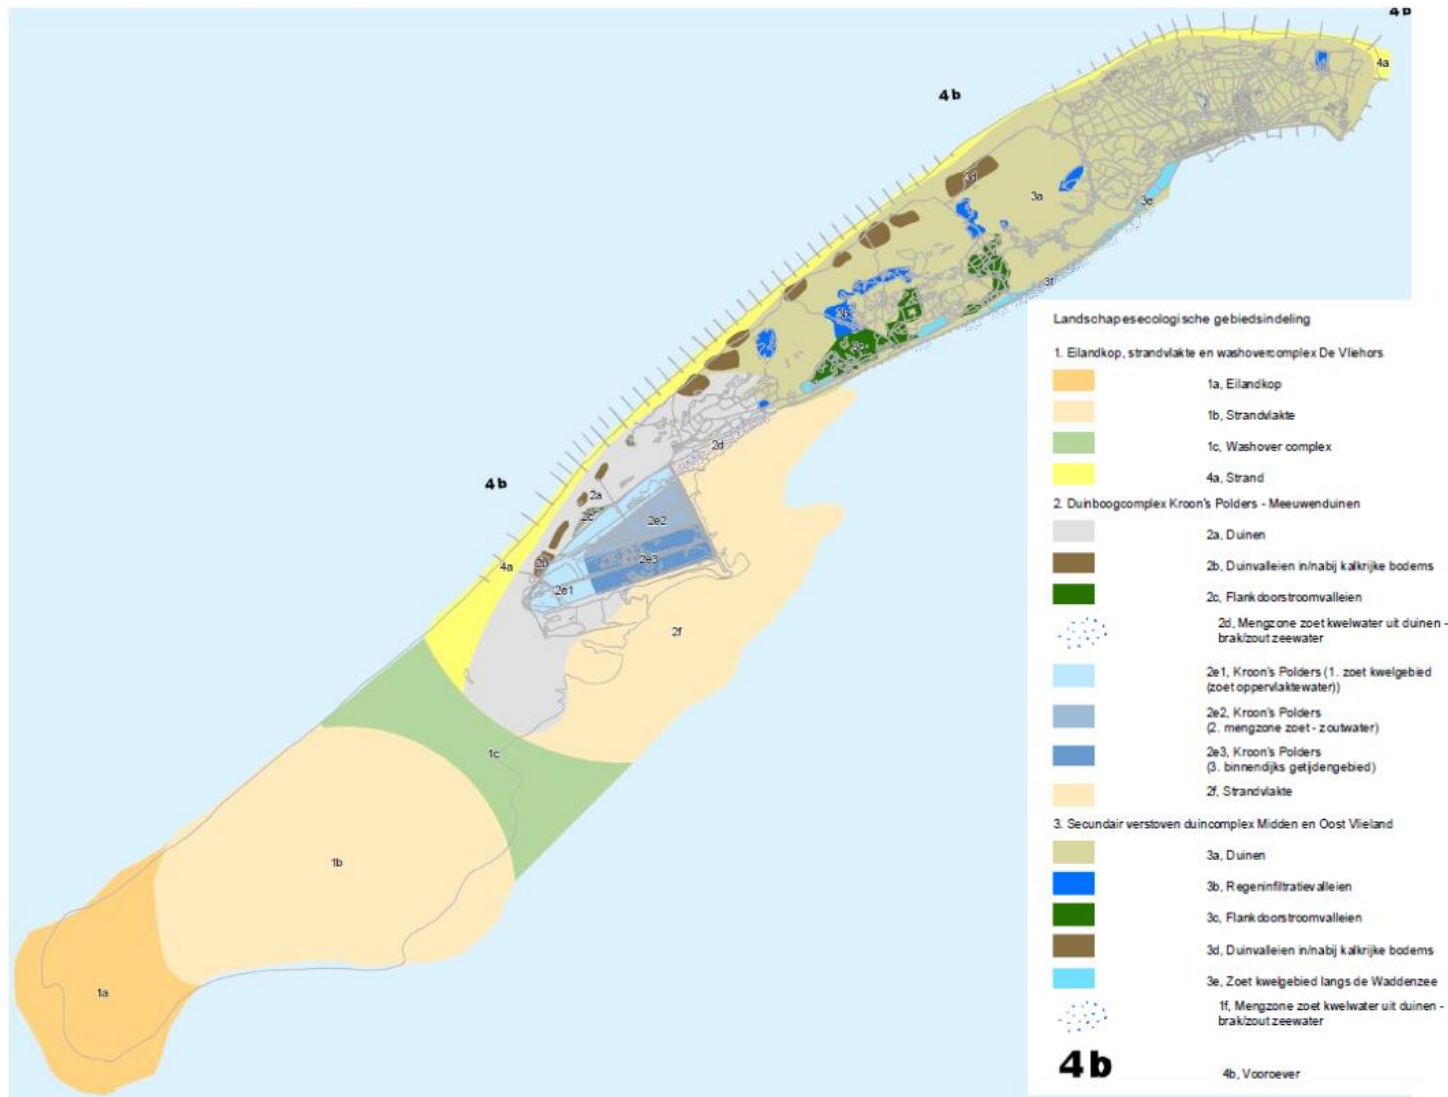 4b
4b
4a
3d
3a
3e
3f
3b
3c
4b
2d
2a
2c
2e2
2b
2e3
4a
2e1
2f
1c
1b
1a
Landschapsecologische gebiedsindeling
1. Eilandkop, strandvlakte en washovercomplex De Vliehors
1a, Eilandkop
1b, Strandvlakte
1c, Washover complex
4a, Strand
2. Duinboogcomplex Kroon's Polders - Meeuwenduinen
2a, Duinen
2b, Duinvalleien in/nabij kalkrijke bodems
2c, Flankdoorstroomvalleien
2d, Mengzone zoet kwelwater uit duinen -
brak/zout zeewater
2e1, Kroon's Polders (1. zoet kwelgebied
(zoet oppervlaktewater))
2e2, Kroon's Polders
(2. mengzone zoet - zoutwater)
2e3, Kroon's Polders
(3. binnendijks getijdengebied)
2f, Strandvlakte
3. Secundair verstoven duincomplex Midden en Oost Vlieland
3a, Duinen
3b, Regeninfiltratievalleien
3c, Flankdoorstroomvalleien
3d, Duinvalleien in/nabij kalkrijke bodems
3e, Zoet kwelgebied langs de Waddenzee
1f, Mengzone zoet kwelwater uit duinen -
brak/zout zeewater
4b
4b, Vooroever